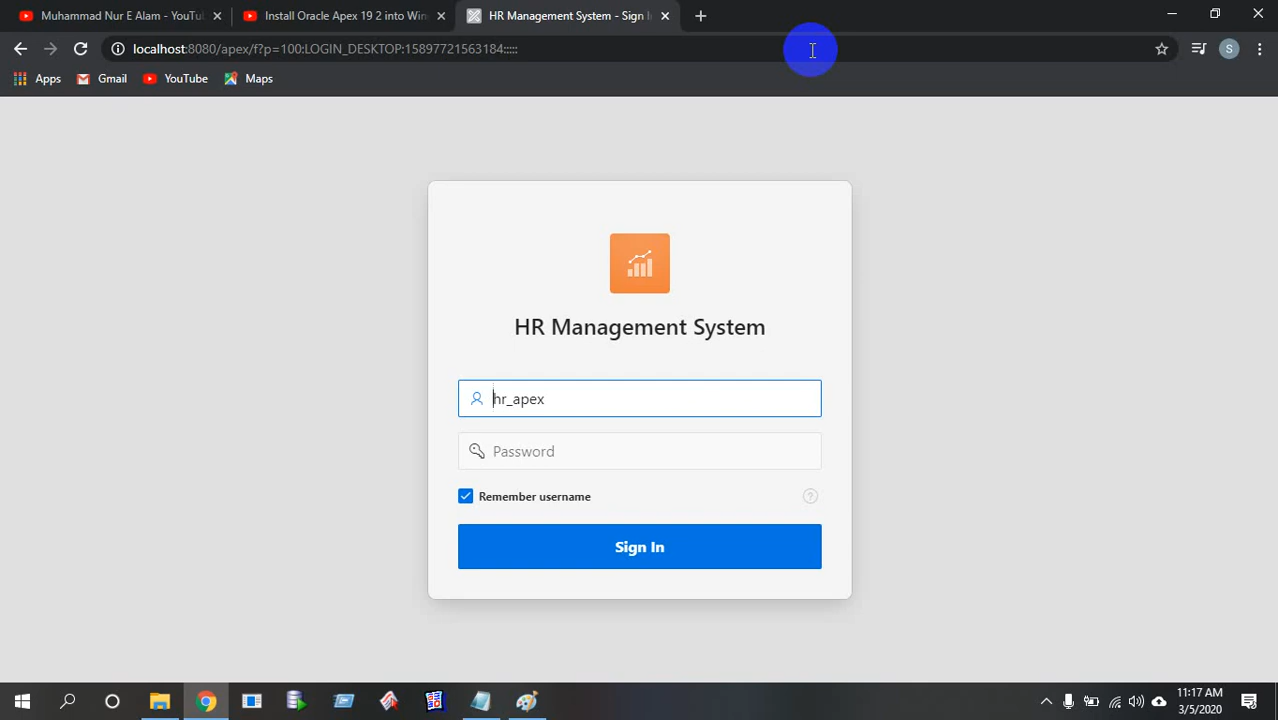 Muhammad Nur E Alam - YouTu
Install Oracle Apex 19 2 into Win
HR Management System - Sign I
localhost:8080/apex/f?p=100:LOGIN_DESKTOP:15897721563184:::::
S
Apps
Gmail
YouTube
Maps
HR Management System
hr_apex
Password
Remember username
?
Sign In
11:17 AM
3/5/2020